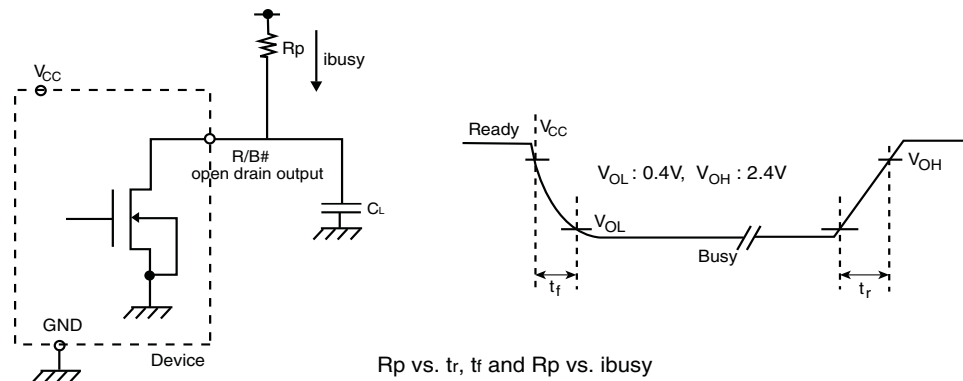 Rp
ibusy
VCC
R/B#
open drain output
CL
GND
Device
Ready
VCC
VOL : 0.4V, VOH : 2.4V
VOH
VOL
Busy
tf
tr
Rp vs. tr, tf and Rp vs. ibusy